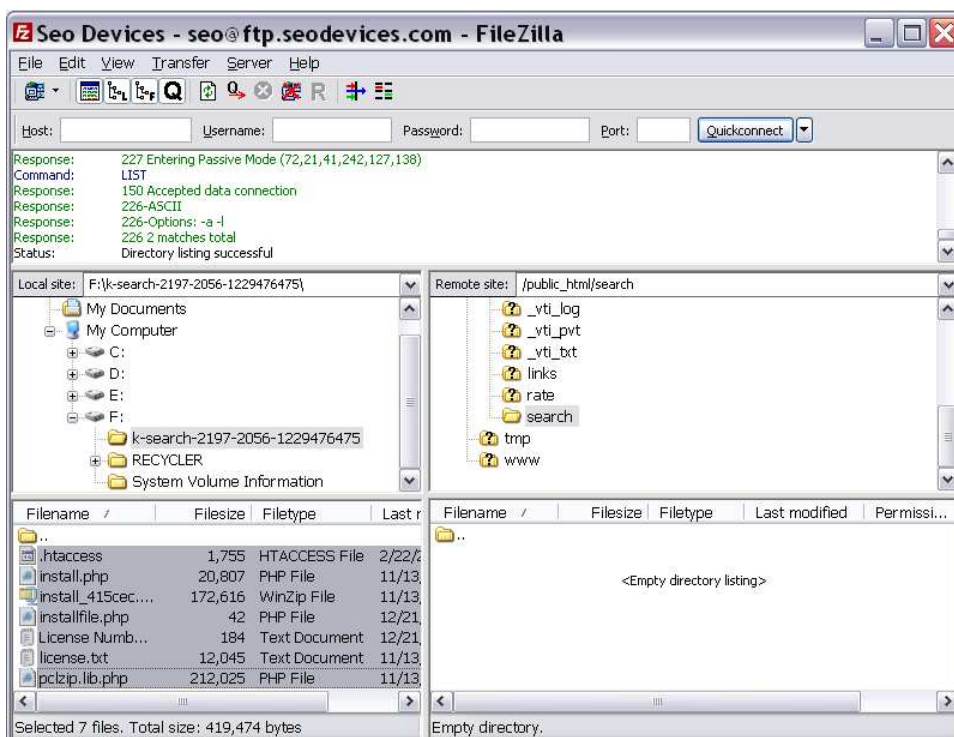 Seo Devices - seo@ftp.seodevices.com - FileZilla
File Edit View Transfer Server Help
Host: Username: Password: Port: Quickconnect
Response: 227 Entering Passive Mode (72,21,41,242,127,138)
Command: LIST
Response: 150 Accepted data connection
Response: 226-ASCII
Response: 226-Options: -a -l
Response: 226 2 matches total
Status: Directory listing successful
Local site: F:\k-search-2197-2056-1229476475\
My Documents
My Computer
C:
D:
E:
F:
k-search-2197-2056-1229476475
RECYCLER
System Volume Information
Remote site: /public_html/search
_vti_log
_vti_pvt
_vti_txt
links
rate
search
tmp
www
Filename / Filesize Filetype Last r
..
.htaccess 1,755 HTACCESS File 2/22/2
install.php 20,807 PHP File 11/13,
install_415cec.... 172,616 WinZip File 11/13,
installfile.php 42 PHP File 12/21,
License Numb... 184 Text Document 12/21,
license.txt 12,045 Text Document 11/13,
pclzip.lib.php 212,025 PHP File 11/13,
Selected 7 files. Total size: 419,474 bytes
Filename / Filesize Filetype Last modified Permissi...
..
<Empty directory listing>
Empty directory.